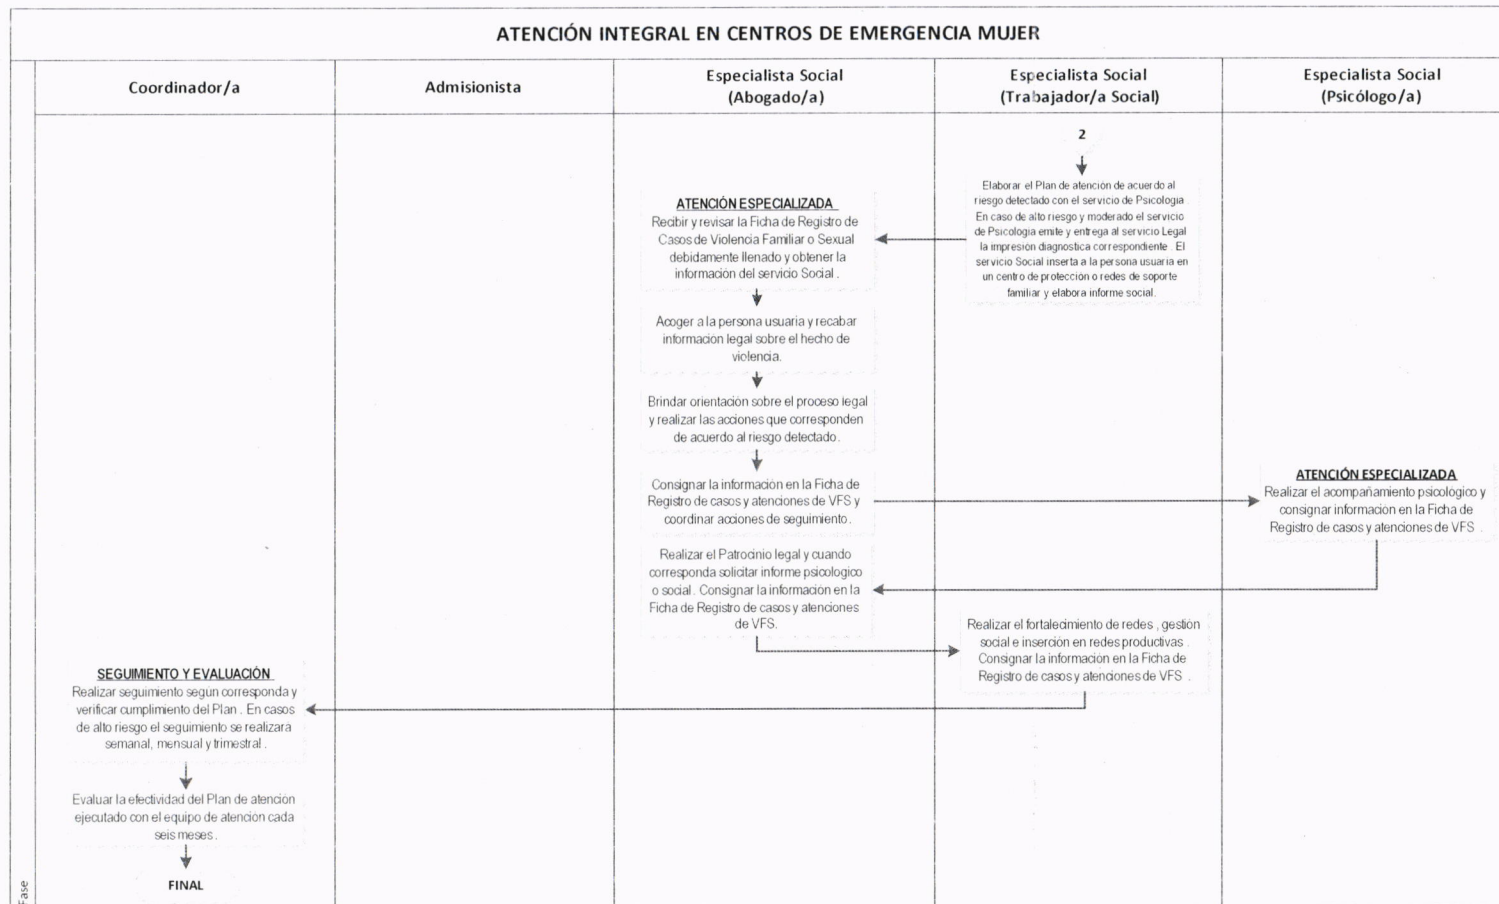 ATENCIÓN INTEGRAL EN CENTROS DE EMERGENCIA MUJER
Coordinador/a
Admisionista
Especialista Social
(Abogado/a)
Especialista Social
(Trabajador/a Social)
Especialista Social
(Psicólogo/a)
2
Elaborar el Plan de atención de acuerdo al
riesgo detectado con el servicio de Psicologia.
En caso de alto riesgo y moderado el servicio
de Psicologia emite y entrega al servicio Legal
la impresión diagnostica correspondiente . El
servicio Social inserta a la persona usuaria en
un centro de protección o redes de soporte
familiar y elabora informe social.
ATENCIÓN ESPECIALIZADA
Recibir y revisar la Ficha de Registro de
Casos de Violencia Familiar o Sexual
debidamente llenado y obtener la
información del servicio Social .
Acoger a la persona usuaria y recabar
información legal sobre el hecho de
violencia.
Brindar orientación sobre el proceso legal
y realizar las acciones que corresponden
de acuerdo al riesgo detectado.
Consignar la información en la Ficha de
Registro de casos y atenciones de VFS y
coordinar acciones de seguimiento.
ATENCIÓN ESPECIALIZADA
Realizar el acompañamiento psicológico y
consignar información en la Ficha de
Registro de casos y atenciones de VFS .
Realizar el Patrocinio legal y cuando
corresponda solicitar informe psicologico
o social . Consignar la información en la
Ficha de Registro de casos y atenciones
de VFS.
Realizar el fortalecimiento de redes , gestión
social e inserción en redes productivas .
Consignar la información en la Ficha de
Registro de casos y atenciones de VFS .
SEGUIMIENTO Y EVALUACIÓN
Realizar seguimiento según corresponda y
verificar cumplimiento del Plan . En casos
de alto riesgo el seguimiento se realizara
semanal, mensual y trimestral .
Evaluar la efectividad del Plan de atención
ejecutado con el equipo de atención cada
seis meses .
FINAL
Fase